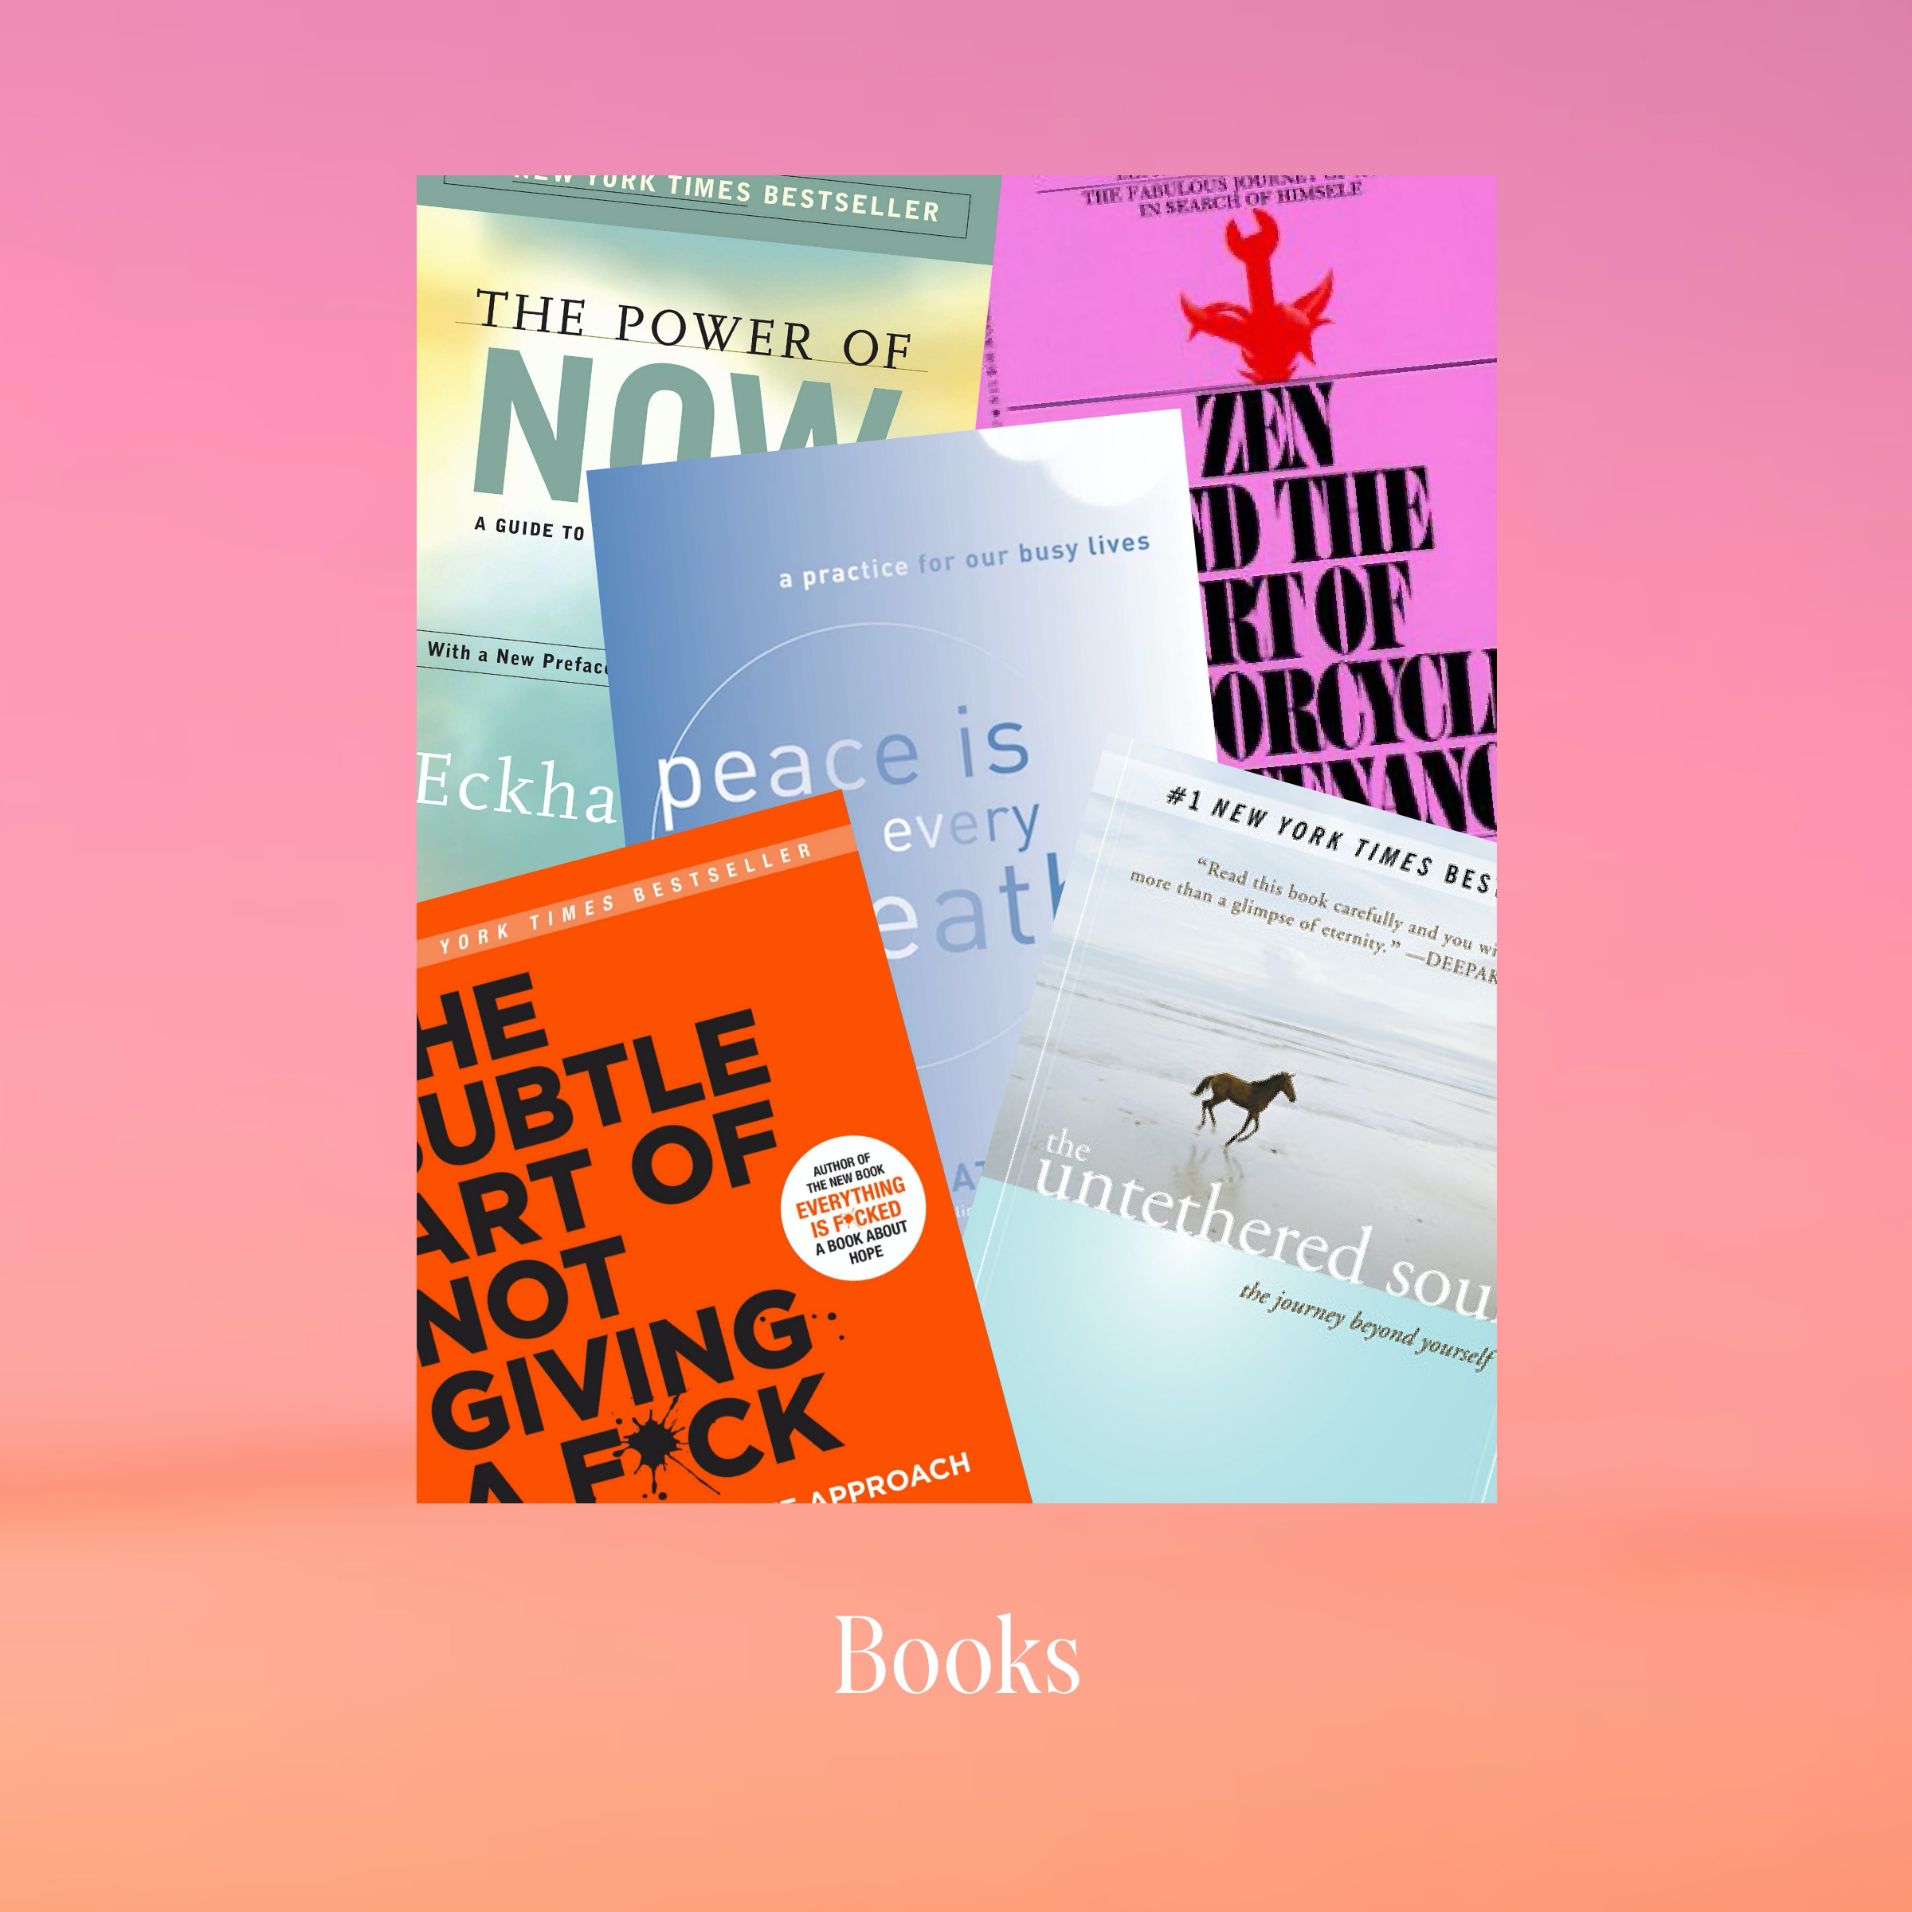 NEW YORK TIMES BESTSELLER
THE POWER OF
NOW
A GUIDE TO
With a New Preface
Eckha
THE FABULOUS JOURNEY
IN SEARCH OF HIMSELF
ZEN
ND THE
RT OF
ORCYCL
ENANC
a practice for our busy lives
peace is
every
eath
YORK TIMES BESTSELLER
HE
SUBTLE
ART OF
NOT
GIVING
A F*CK
APPROACH
AUTHOR OF
THE NEW BOOK
EVERYTHING
IS F*CKED
A BOOK ABOUT
HOPE
#1 NEW YORK TIMES BES
“Read this book carefully and you wi
more than a glimpse of eternity.” —DEEPAK
the
untethered soul
the journey beyond yourself
Books